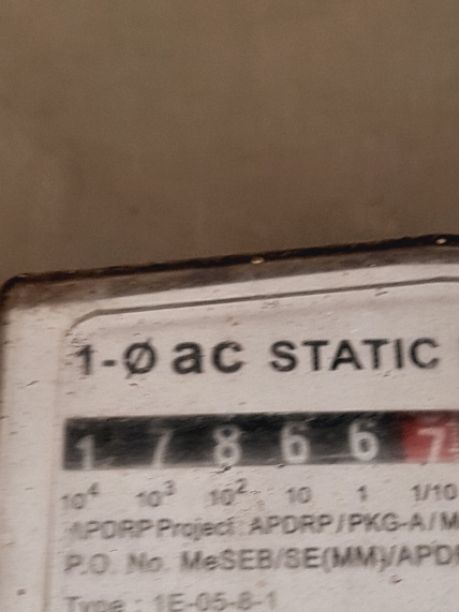 1-Ø ac STATIC
1 7 8 6 6 7
10⁴ 10³ 10² 10 1 1/10
APDRP Project : APDRP/PKG-A/M
P.O. No. MeSEB/SE(MM)/APD
Type : 1E-05-8-1